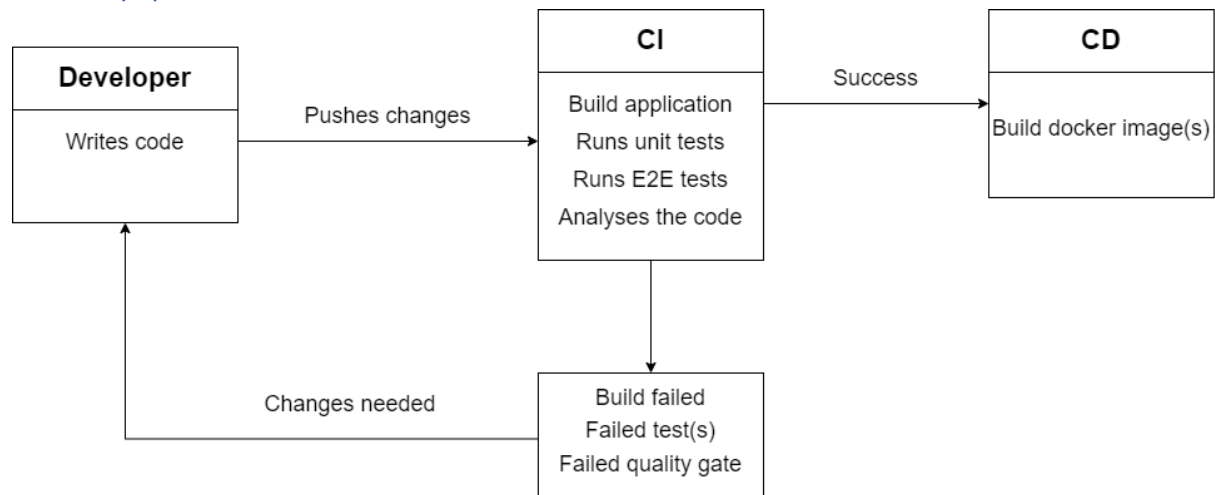 Developer
Writes code
Pushes changes
CI
Build application
Runs unit tests
Runs E2E tests
Analyses the code
Success
CD
Build docker image(s)
Changes needed
Build failed
Failed test(s)
Failed quality gate